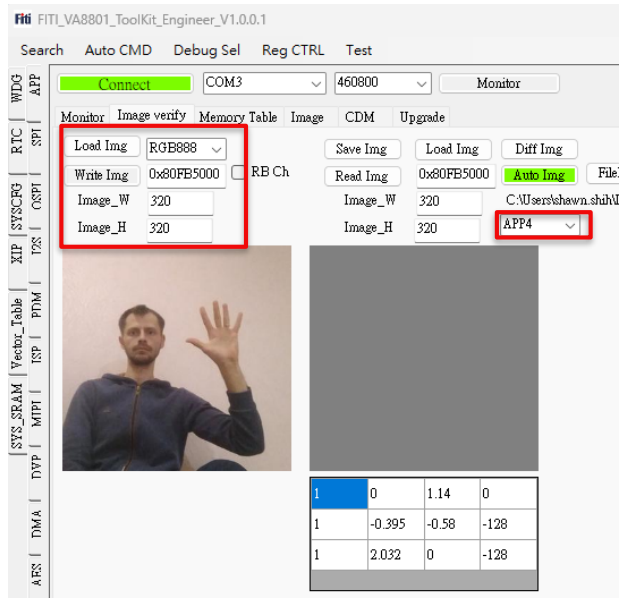 Fiti FITI_VA8801_ToolKit_Engineer_V1.0.0.1
Search Auto CMD Debug Sel Reg CTRL Test
WDG RTC SYSCFG XIP Vector_Table SYS_SRAM
APP SPI OSPI I2S PDM ISP MIPI DVP DMA AES
Connect COM3 460800 Monitor
Monitor Image verify Memory Table Image CDM Upgrade
Load Img RGB888 Save Img Load Img Diff Img
Write Img 0x80FB5000 RB Ch Read Img 0x80FB5000 Auto Img
Image_W 320 Image_W 320 C:\Users\shawn.shih\
Image_H 320 Image_H 320 APP4
1 0 1.14 0
1 -0.395 -0.58 -128
1 2.032 0 -128